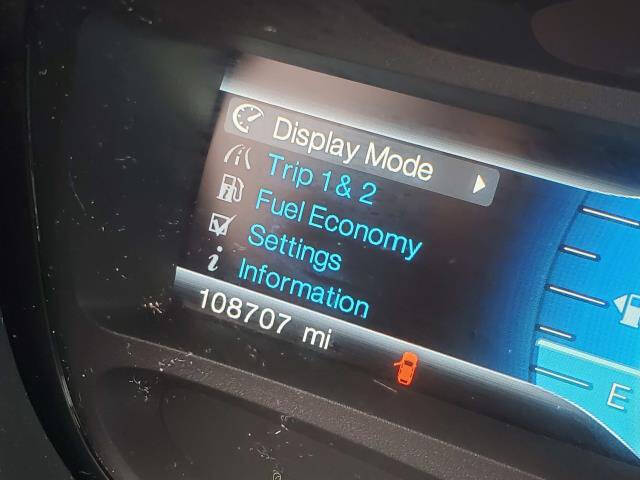 Display Mode
Trip 1 & 2
Fuel Economy
Settings
Information
108707 mi
E